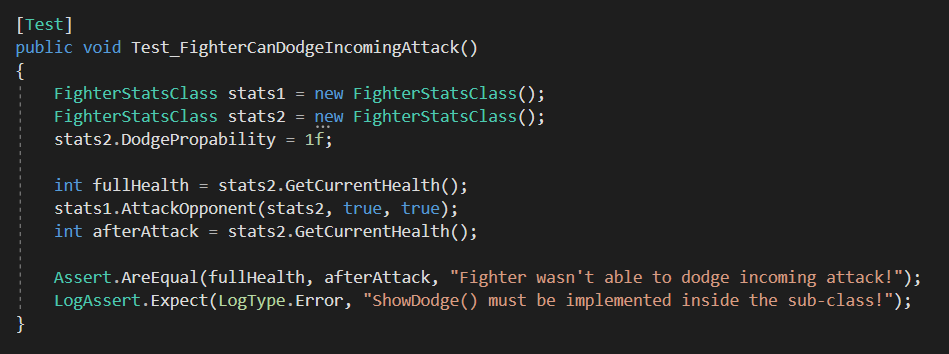 [Test]
public void Test_FighterCanDodgeIncomingAttack()
{
FighterStatsClass stats1 = new FighterStatsClass();
FighterStatsClass stats2 = new FighterStatsClass();
stats2.DodgePropability = 1f;
int fullHealth = stats2.GetCurrentHealth();
stats1.AttackOpponent(stats2, true, true);
int afterAttack = stats2.GetCurrentHealth();
Assert.AreEqual(fullHealth, afterAttack, "Fighter wasn't able to dodge incoming attack!");
LogAssert.Expect(LogType.Error, "ShowDodge() must be implemented inside the sub-class!");
}